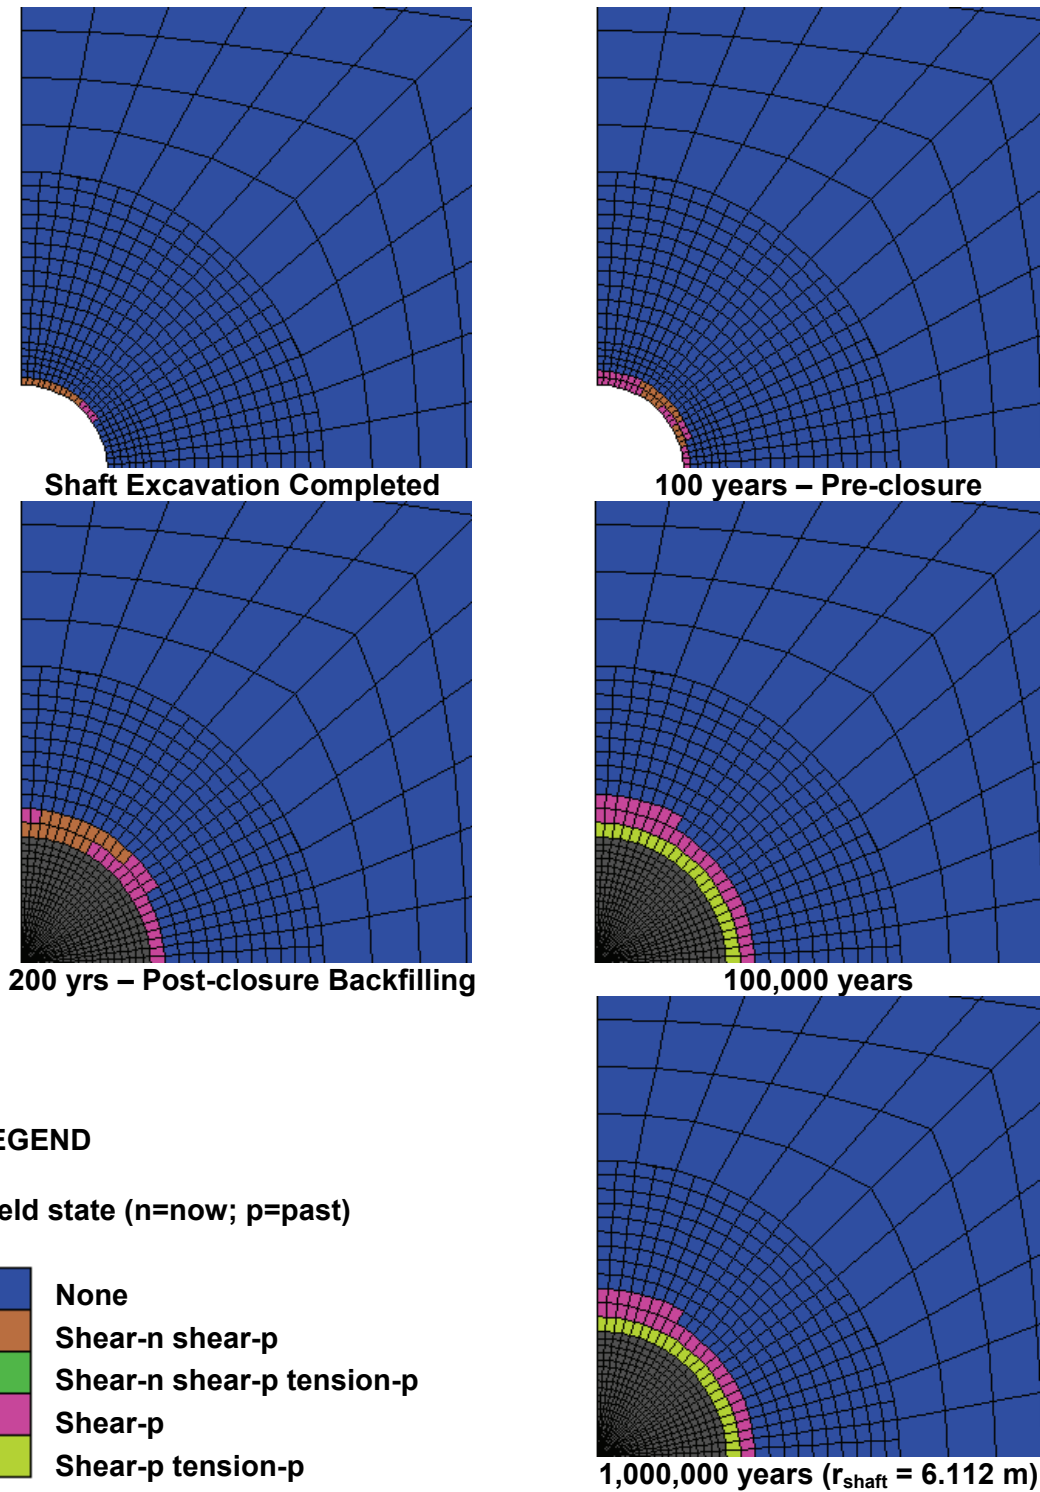 Shaft Excavation Completed
100 years – Pre-closure
200 yrs – Post-closure Backfilling
100,000 years
EGEND
eld state (n=now; p=past)
None
Shear-n shear-p
Shear-n shear-p tension-p
Shear-p
Shear-p tension-p
1,000,000 years (rshaft = 6.112 m)